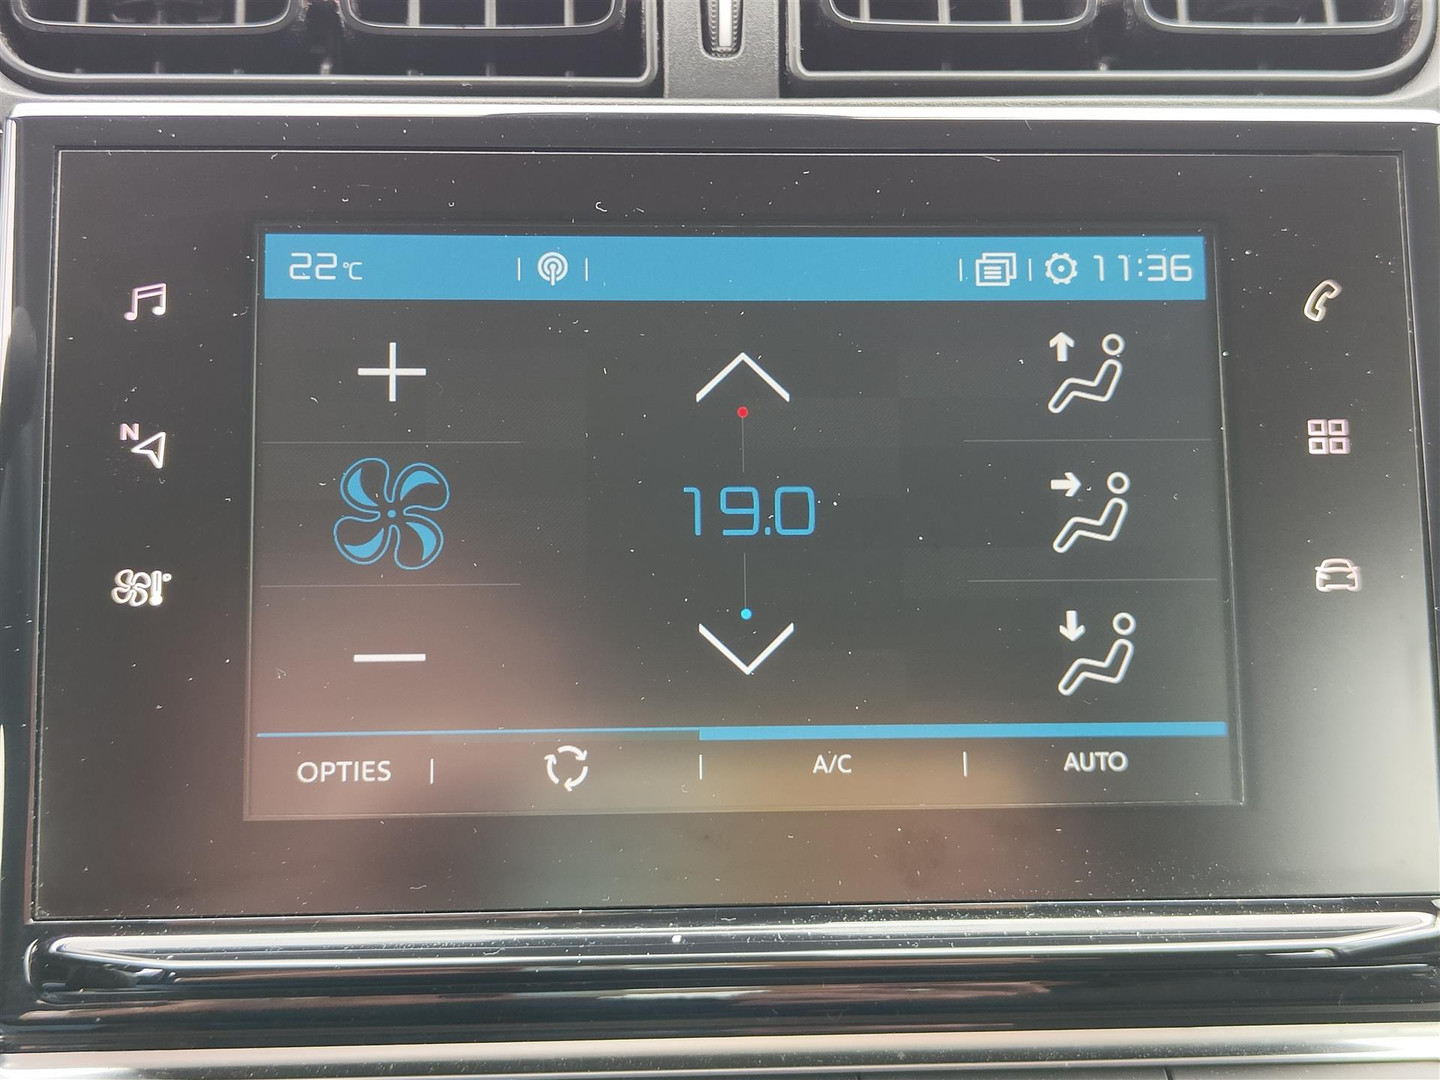 22°C 11:36
N
19.0
OPTIES A/C AUTO